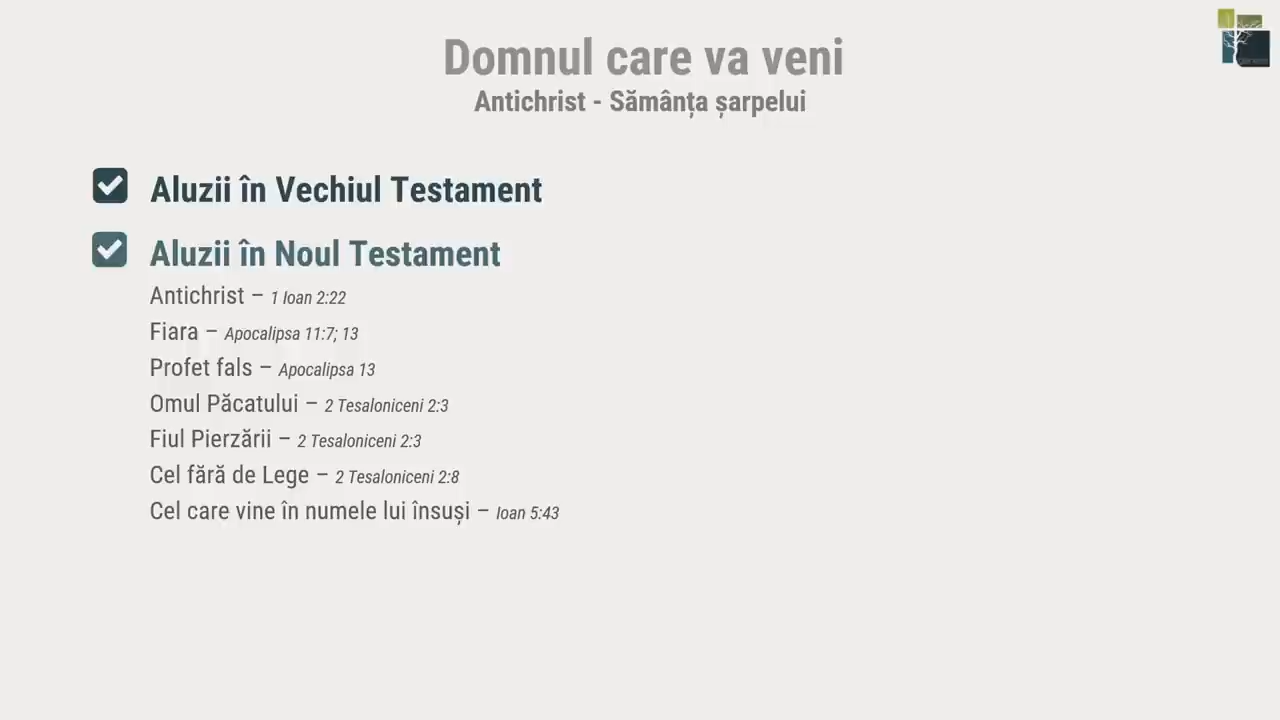 Domnul care va veni
Antichrist - Sămânța șarpelui
Aluzii în Vechiul Testament
Aluzii în Noul Testament
Antichrist – 1 Ioan 2:22
Fiara – Apocalipsa 11:7; 13
Profet fals – Apocalipsa 13
Omul Păcatului – 2 Tesaloniceni 2:3
Fiul Pierzării – 2 Tesaloniceni 2:3
Cel fără de Lege – 2 Tesaloniceni 2:8
Cel care vine în numele lui însuși – Ioan 5:43